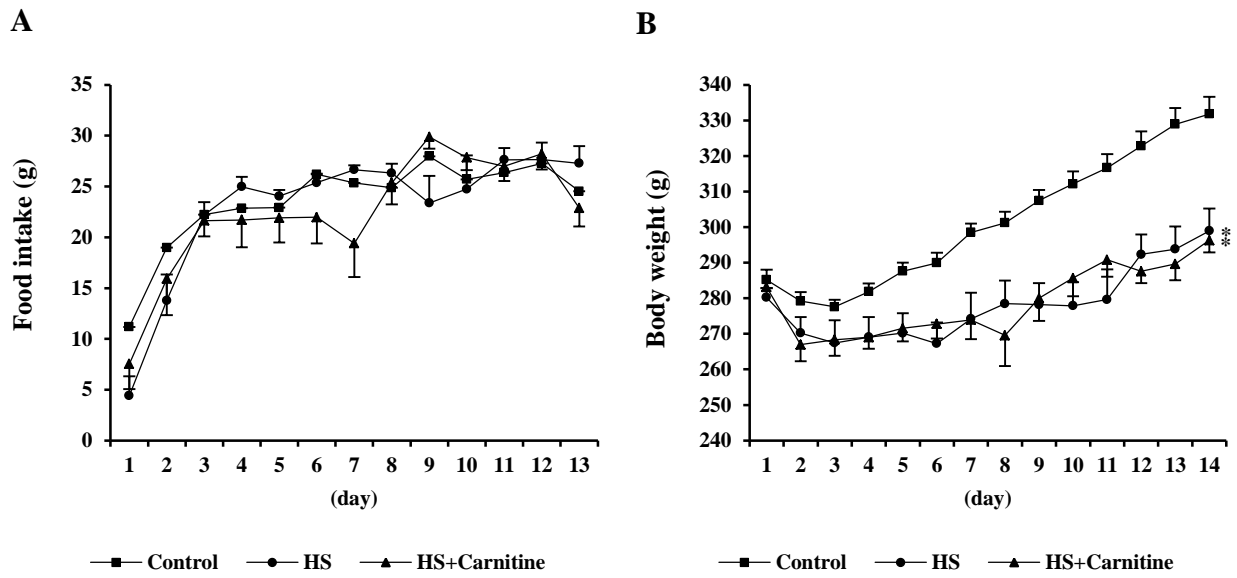 A
B
Food intake (g)
35
30
25
20
15
10
5
0
1 2 3 4 5 6 7 8 9 10 11 12 13
(day)
Control HS HS+Carnitine
Body weight (g)
340
330
320
310
300
290
280
270
260
250
240
1 2 3 4 5 6 7 8 9 10 11 12 13 14
(day)
**
Control HS HS+Carnitine